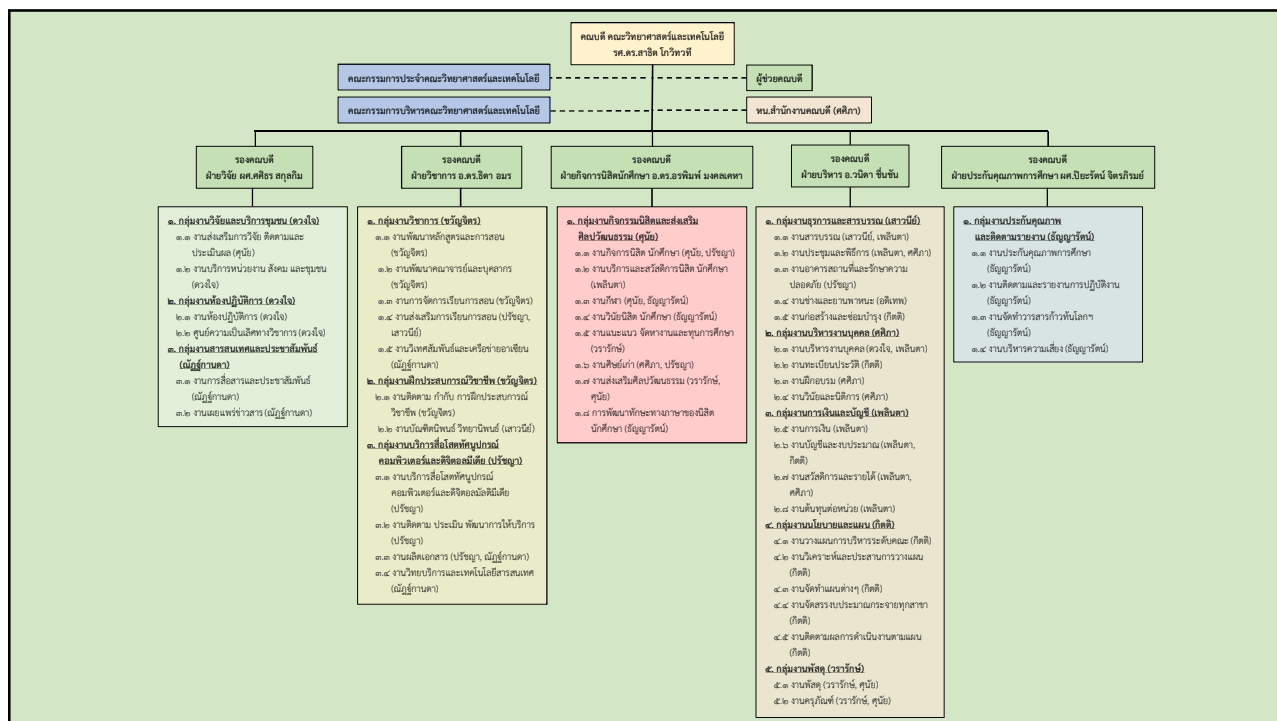 คณบดี คณะวิทยาศาสตร์และเทคโนโลยี
รศ.ดร.สาธิต โกวิทวที
คณะกรรมการประจำคณะวิทยาศาสตร์และเทคโนโลยี
ผู้ช่วยคณบดี
คณะกรรมการบริหารคณะวิทยาศาสตร์และเทคโนโลยี
หน.สำนักงานคณบดี (ศศิภา)
รองคณบดี
ฝ่ายวิจัย ผศ.ศศิธร สกุลกิม
๑. กลุ่มงานวิจัยและบริการชุมชน (ดวงใจ)
๑.๑ งานส่งเสริมการวิจัย ติดตามและ
ประเมินผล (ศุนัย)
๑.๒ งานบริการหน่วยงาน สังคม และชุมชน
(ดวงใจ)
๒. กลุ่มงานห้องปฏิบัติการ (ดวงใจ)
๒.๑ งานห้องปฏิบัติการ (ดวงใจ)
๒.๒ ศูนย์ความเป็นเลิศทางวิชาการ (ดวงใจ)
๓. กลุ่มงานสารสนเทศและประชาสัมพันธ์
(ณัฏฐ์กานดา)
๓.๑ งานการสื่อสารและประชาสัมพันธ์
(ณัฏฐ์กานดา)
๓.๒ งานเผยแพร่ข่าวสาร (ณัฏฐ์กานดา)
รองคณบดี
ฝ่ายวิชาการ อ.ดร.ธิดา อมร
๑. กลุ่มงานวิชาการ (ขวัญจิตร)
๑.๑ งานพัฒนาหลักสูตรและการสอน
(ขวัญจิตร)
๑.๒ งานพัฒนาคณาจารย์และบุคลากร
(ขวัญจิตร)
๑.๓ งานการจัดการเรียนการสอน (ขวัญจิตร)
๑.๔ งานส่งเสริมการเรียนการสอน (ปรัชญา,
เสาวนีย์)
๑.๕ งานวิเทศสัมพันธ์และเครือข่ายอาเซียน
(ณัฏฐ์กานดา)
๒. กลุ่มงานฝึกประสบการณ์วิชาชีพ (ขวัญจิตร)
๒.๑ งานติดตาม กำกับ การฝึกประสบการณ์
วิชาชีพ (ขวัญจิตร)
๒.๒ งานบัณฑิตนิพนธ์ วิทยานิพนธ์ (เสาวนีย์)
๓. กลุ่มงานบริการสื่อโสตทัศนูปกรณ์
คอมพิวเตอร์และดิจิตอลมีเดีย (ปรัชญา)
๓.๑ งานบริการสื่อโสตทัศนูปกรณ์
คอมพิวเตอร์และดิจิตอลมัลติมีเดีย
(ปรัชญา)
๓.๒ งานติดตาม ประเมิน พัฒนาการให้บริการ
(ปรัชญา)
๓.๓ งานผลิตเอกสาร (ปรัชญา, ณัฏฐ์กานดา)
๓.๔ งานวิทยบริการและเทคโนโลยีสารสนเทศ
(ณัฏฐ์กานดา)
รองคณบดี
ฝ่ายกิจการนิสิตนักศึกษา อ.ดร.อรพิมพ์ มงคลเคหา
๑. กลุ่มงานกิจกรรมนิสิตและส่งเสริม
ศิลปวัฒนธรรม (ศุนัย)
๑.๑ งานกิจการนิสิต นักศึกษา (ศุนัย, ปรัชญา)
๑.๒ งานบริการและสวัสดิการนิสิต นักศึกษา
(เพลินตา)
๑.๓ งานกีฬา (ศุนัย, ธัญญารัตน์)
๑.๔ งานวินัยนิสิต นักศึกษา (ธัญญารัตน์)
๑.๕ งานแนะแนว จัดหางานและทุนการศึกษา
(วรารักษ์)
๑.๖ งานศิษย์เก่า (ศศิภา, ปรัชญา)
๑.๗ งานส่งเสริมศิลปวัฒนธรรม (วรารักษ์,
ศุนัย)
๑.๘ การพัฒนาทักษะทางภาษาของนิสิต
นักศึกษา (ธัญญารัตน์)
รองคณบดี
ฝ่ายบริหาร อ.วนิดา ชื่นชัน
๑. กลุ่มงานธุรการและสารบรรณ (เสาวนีย์)
๑.๑ งานสารบรรณ (เสาวนีย์, เพลินตา)
๑.๒ งานประชุมและพิธีการ (เพลินตา, ศศิภา)
๑.๓ งานอาคารสถานที่และรักษาความ
ปลอดภัย (ปรัชญา)
๑.๔ งานช่างและยานพาหนะ (อดิเทพ)
๑.๕ งานก่อสร้างและซ่อมบำรุง (กิตติ)
๒. กลุ่มงานบริหารงานบุคคล (ศศิภา)
๒.๑ งานบริหารงานบุคคล (ดวงใจ, เพลินตา)
๒.๒ งานทะเบียนประวัติ (กิตติ)
๒.๓ งานฝึกอบรม (ศศิภา)
๒.๔ งานวินัยและนิติการ (ศศิภา)
๓. กลุ่มงานการเงินและบัญชี (เพลินตา)
๒.๕ งานการเงิน (เพลินตา)
๒.๖ งานบัญชีและงบประมาณ (เพลินตา,
กิตติ)
๒.๗ งานสวัสดิการและรายได้ (เพลินตา,
ศศิภา)
๒.๘ งานต้นทุนต่อหน่วย (เพลินตา)
๔. กลุ่มงานนโยบายและแผน (กิตติ)
๔.๑ งานวางแผนการบริหารระดับคณะ (กิตติ)
๔.๒ งานวิเคราะห์และประสานการวางแผน
(กิตติ)
๔.๓ งานจัดทำแผนต่างๆ (กิตติ)
๔.๔ งานจัดสรรงบประมาณกระจายทุกสาขา
(กิตติ)
๔.๕ งานติดตามผลการดำเนินงานตามแผน
(กิตติ)
๕. กลุ่มงานพัสดุ (วรารักษ์)
๕.๑ งานพัสดุ (วรารักษ์, ศุนัย)
๕.๒ งานครุภัณฑ์ (วรารักษ์, ศุนัย)
รองคณบดี
ฝ่ายประกันคุณภาพการศึกษา ผศ.ปิยะรัตน์ จิตรภิรมย์
๑. กลุ่มงานประกันคุณภาพ
และติดตามรายงาน (ธัญญารัตน์)
๑.๑ งานประกันคุณภาพการศึกษา
(ธัญญารัตน์)
๑.๒ งานติดตามและรายงานการปฏิบัติงาน
(ธัญญารัตน์)
๑.๓ งานจัดทำวารสารก้าวทันโลกฯ
(ธัญญารัตน์)
๑.๔ งานบริหารความเสี่ยง (ธัญญารัตน์)